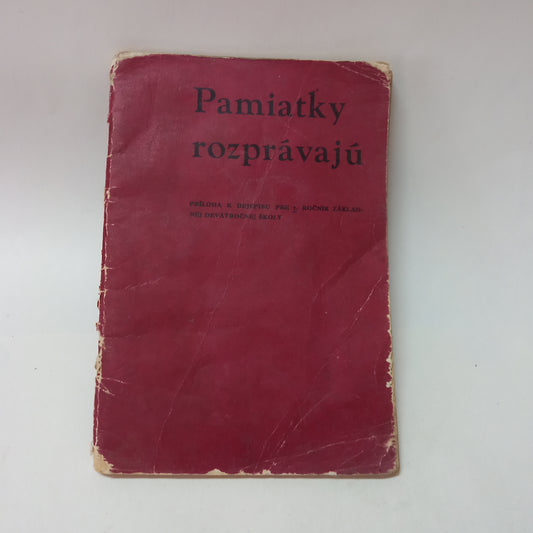 Pamiatky
rozprávajú
PRÍLOHA K DEJEPISU PRE 7. ROČNÍK ZÁKLAD-
NEJ DEVÄŤROČNEJ ŠKOLY